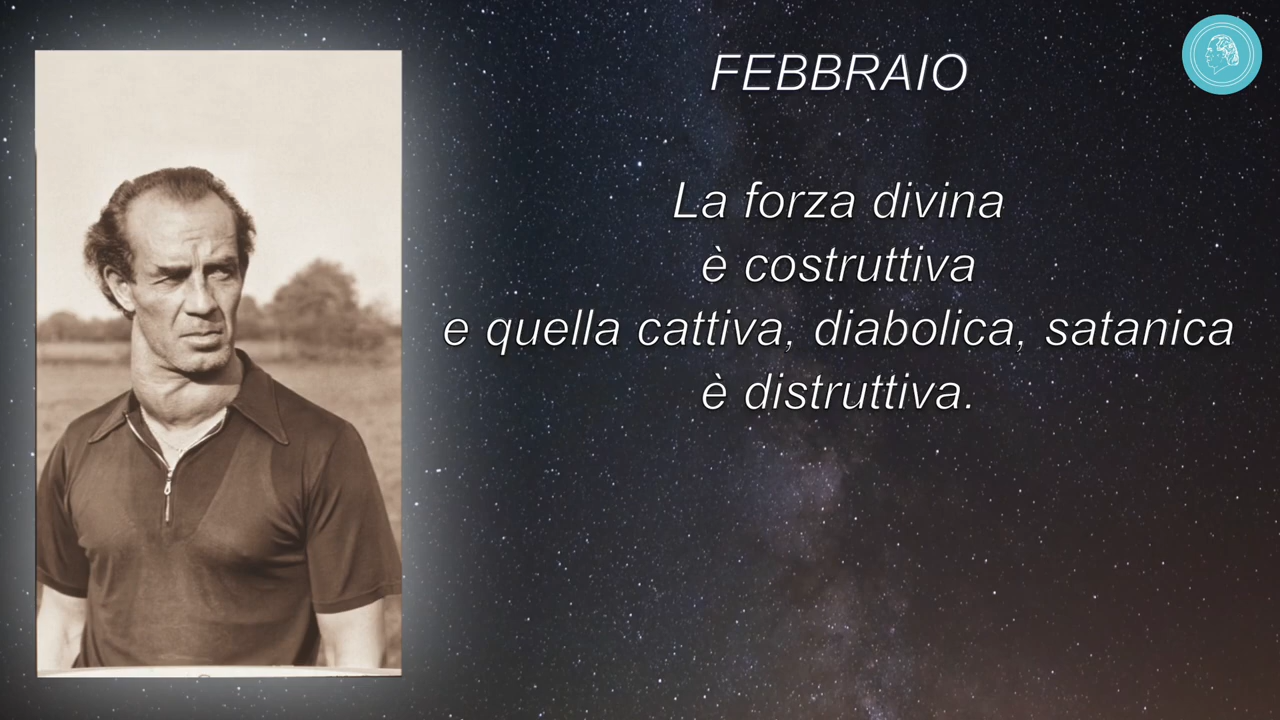 FEBBRAIO
La forza divina
è costruttiva
e quella cattiva, diabolica, satanica
è distruttiva.